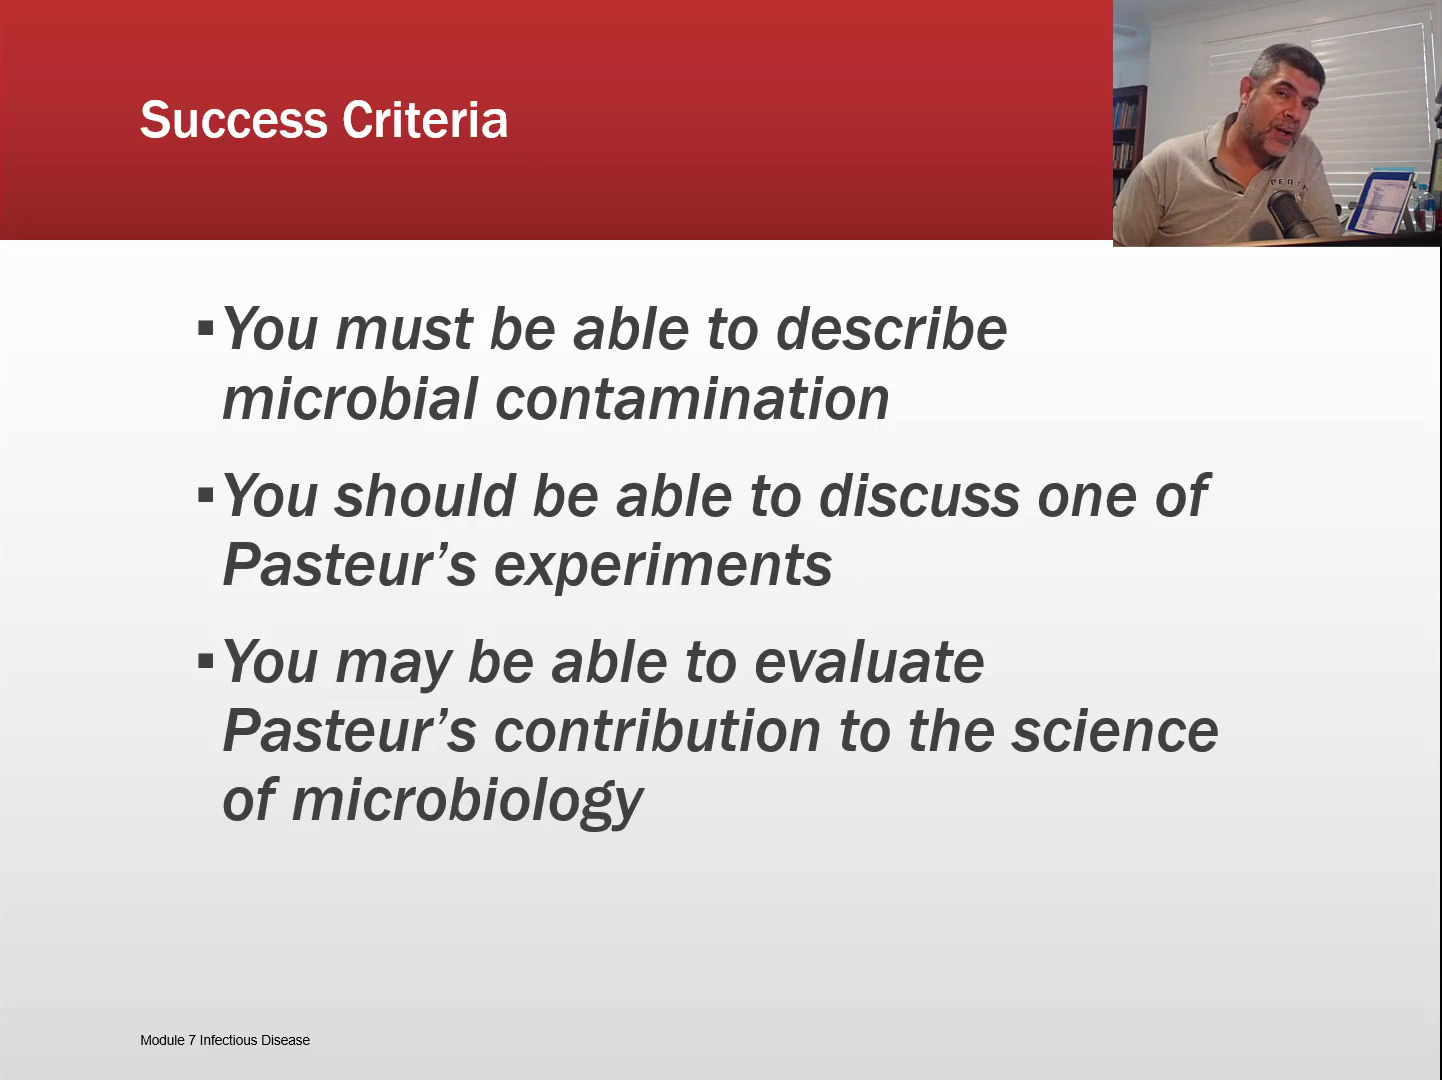 Success Criteria
PERTH
▪You must be able to describe
microbial contamination
▪You should be able to discuss one of
Pasteur’s experiments
▪You may be able to evaluate
Pasteur’s contribution to the science
of microbiology
Module 7 Infectious Disease